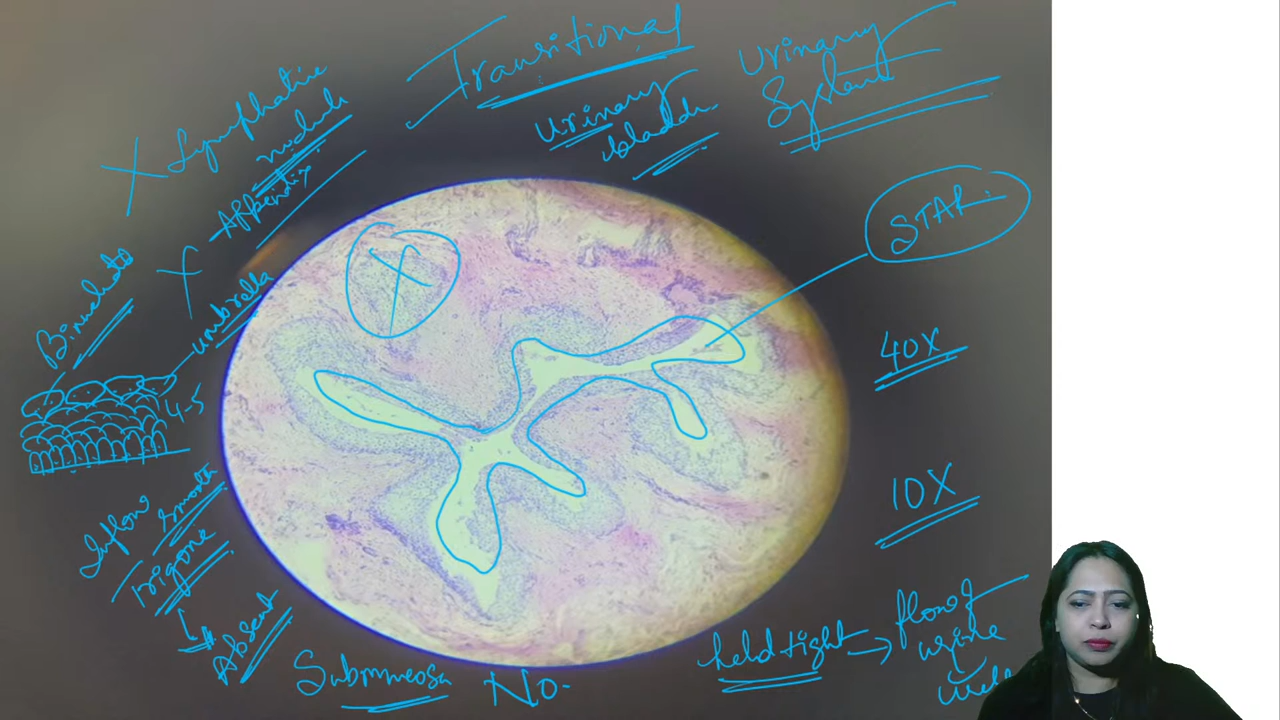 Transitional
Urinary
System
Urinary
bladder
X Lymphatic
nodule
X - Appendix
STAR
X
Binucleate
umbrella
4-5
40X
10X
Inflow
smooth
Trigone
Absent
Submucosa No.
held tight → flow of
urine
well